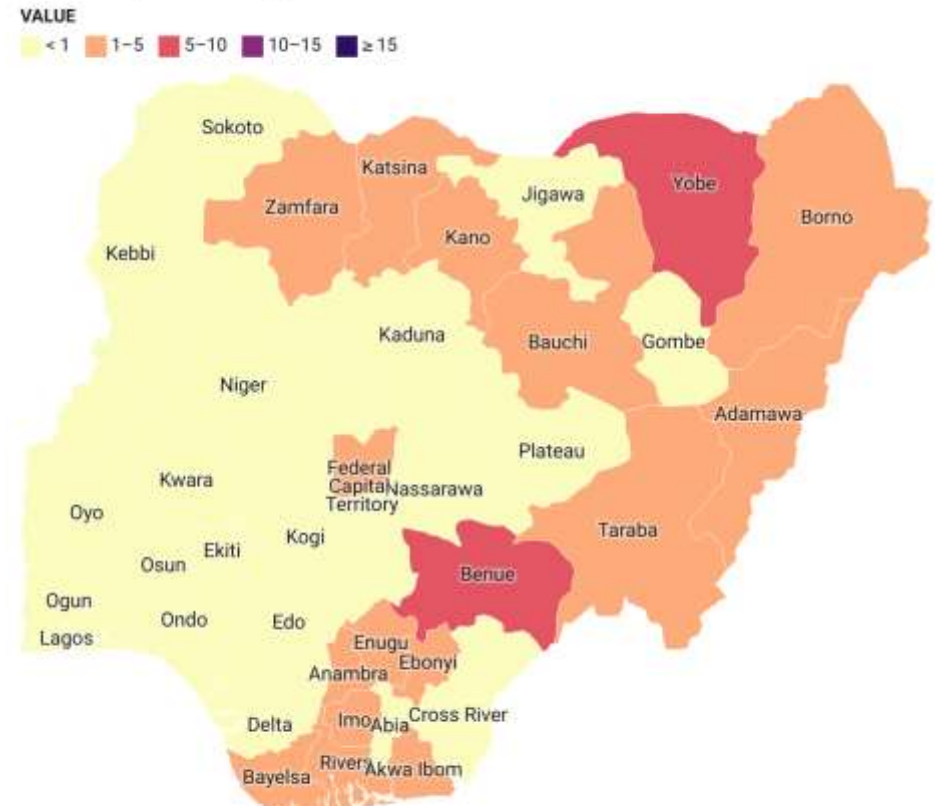 VALUE
< 1 1–5 5–10 10–15 ≥ 15
Sokoto
Katsina
Yobe
Jigawa
Zamfara
Borno
Kano
Kebbi
Kaduna
Bauchi
Gombe
Niger
Adamawa
Plateau
Federal
Capital
Territory
Nassarawa
Kwara
Oyo
Taraba
Kogi
Ekiti
Osun
Benue
Ogun
Ondo
Edo
Lagos
Enugu
Ebonyi
Anambra
Cross River
Imo
Abia
Delta
Rivers
Akwa Ibom
Bayelsa